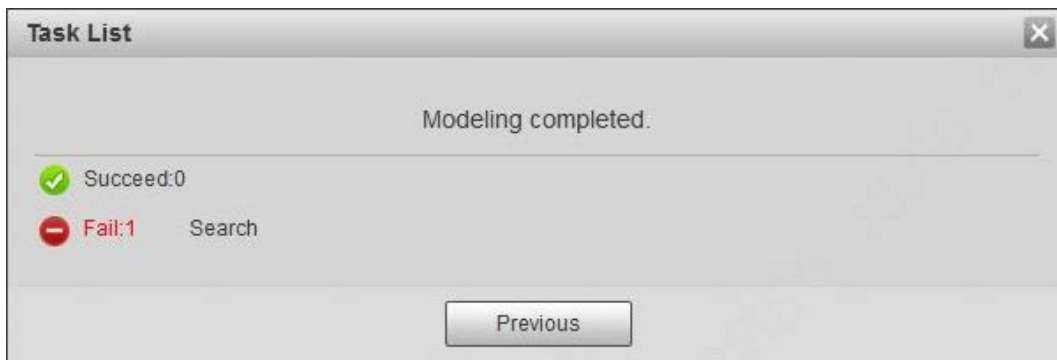 Task List
Modeling completed.
Succeed:0
Fail:1 Search
Previous